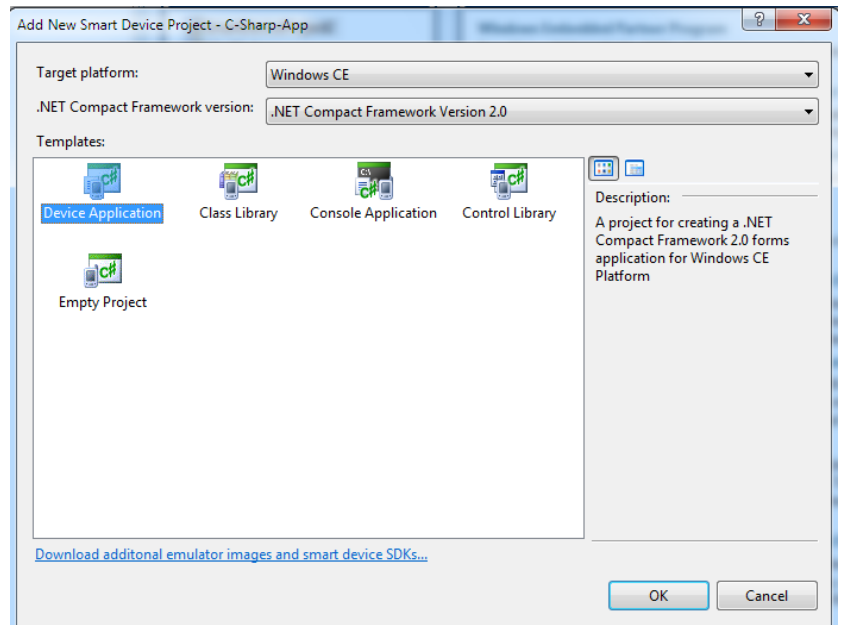 Add New Smart Device Project - C-Sharp-App
Target platform:
Windows CE
.NET Compact Framework version:
.NET Compact Framework Version 2.0
Templates:
Device Application
Class Library
Console Application
Control Library
Empty Project
Description:
A project for creating a .NET
Compact Framework 2.0 forms
application for Windows CE
Platform
Download additonal emulator images and smart device SDKs...
OK
Cancel